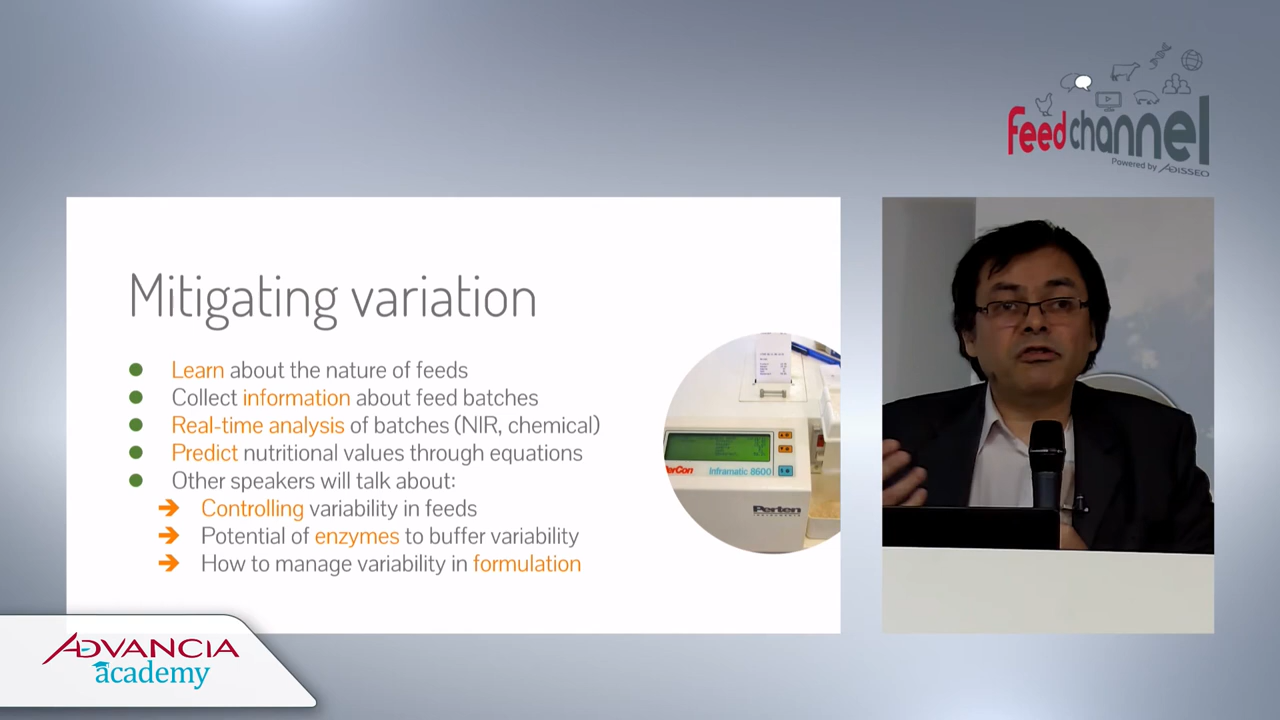 feedchannel
Powered by ADISSEO
Mitigating variation
Learn about the nature of feeds
Collect information about feed batches
Real-time analysis of batches (NIR, chemical)
Predict nutritional values through equations
Other speakers will talk about:
Controlling variability in feeds
Potential of enzymes to buffer variability
How to manage variability in formulation
erCon
Inframatic 8600
Perten
INSTRUMENTS
ADVANCIA
academy